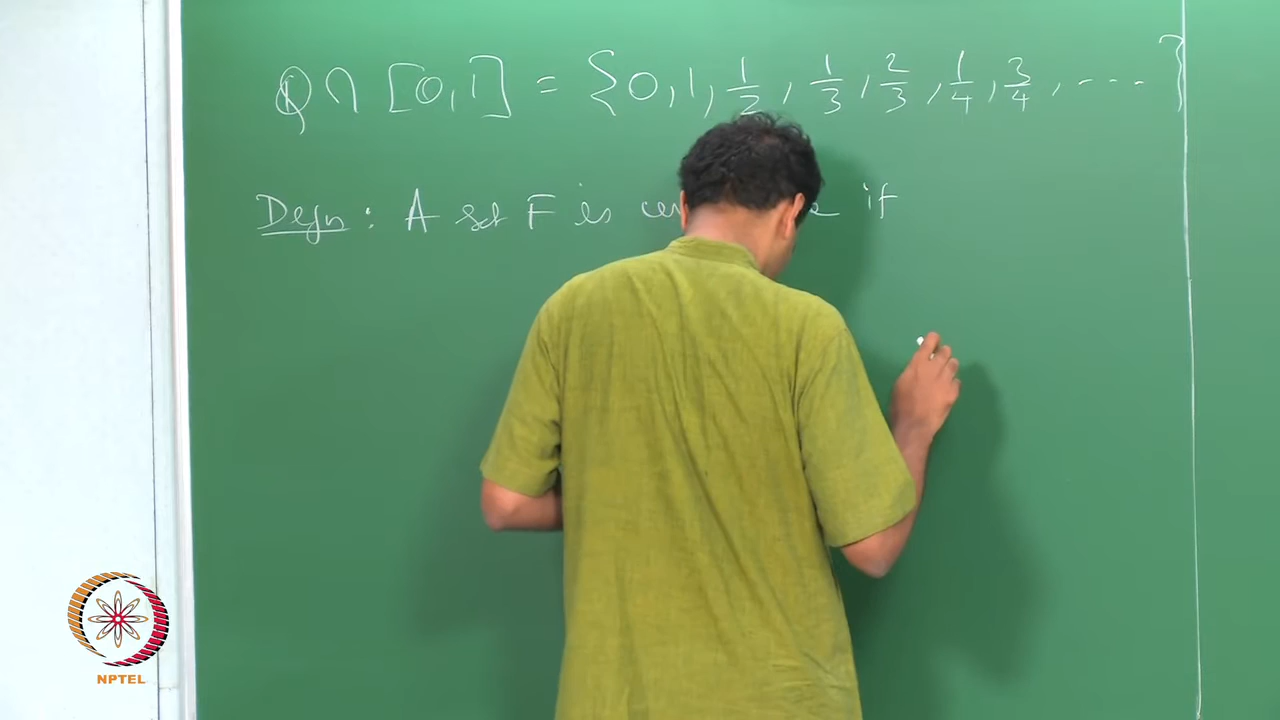 Q ∩ [0,1] = {0, 1, 1/2, 1/3, 2/3, 1/4, 3/4, ... }
Defn: A set F is if
NPTEL